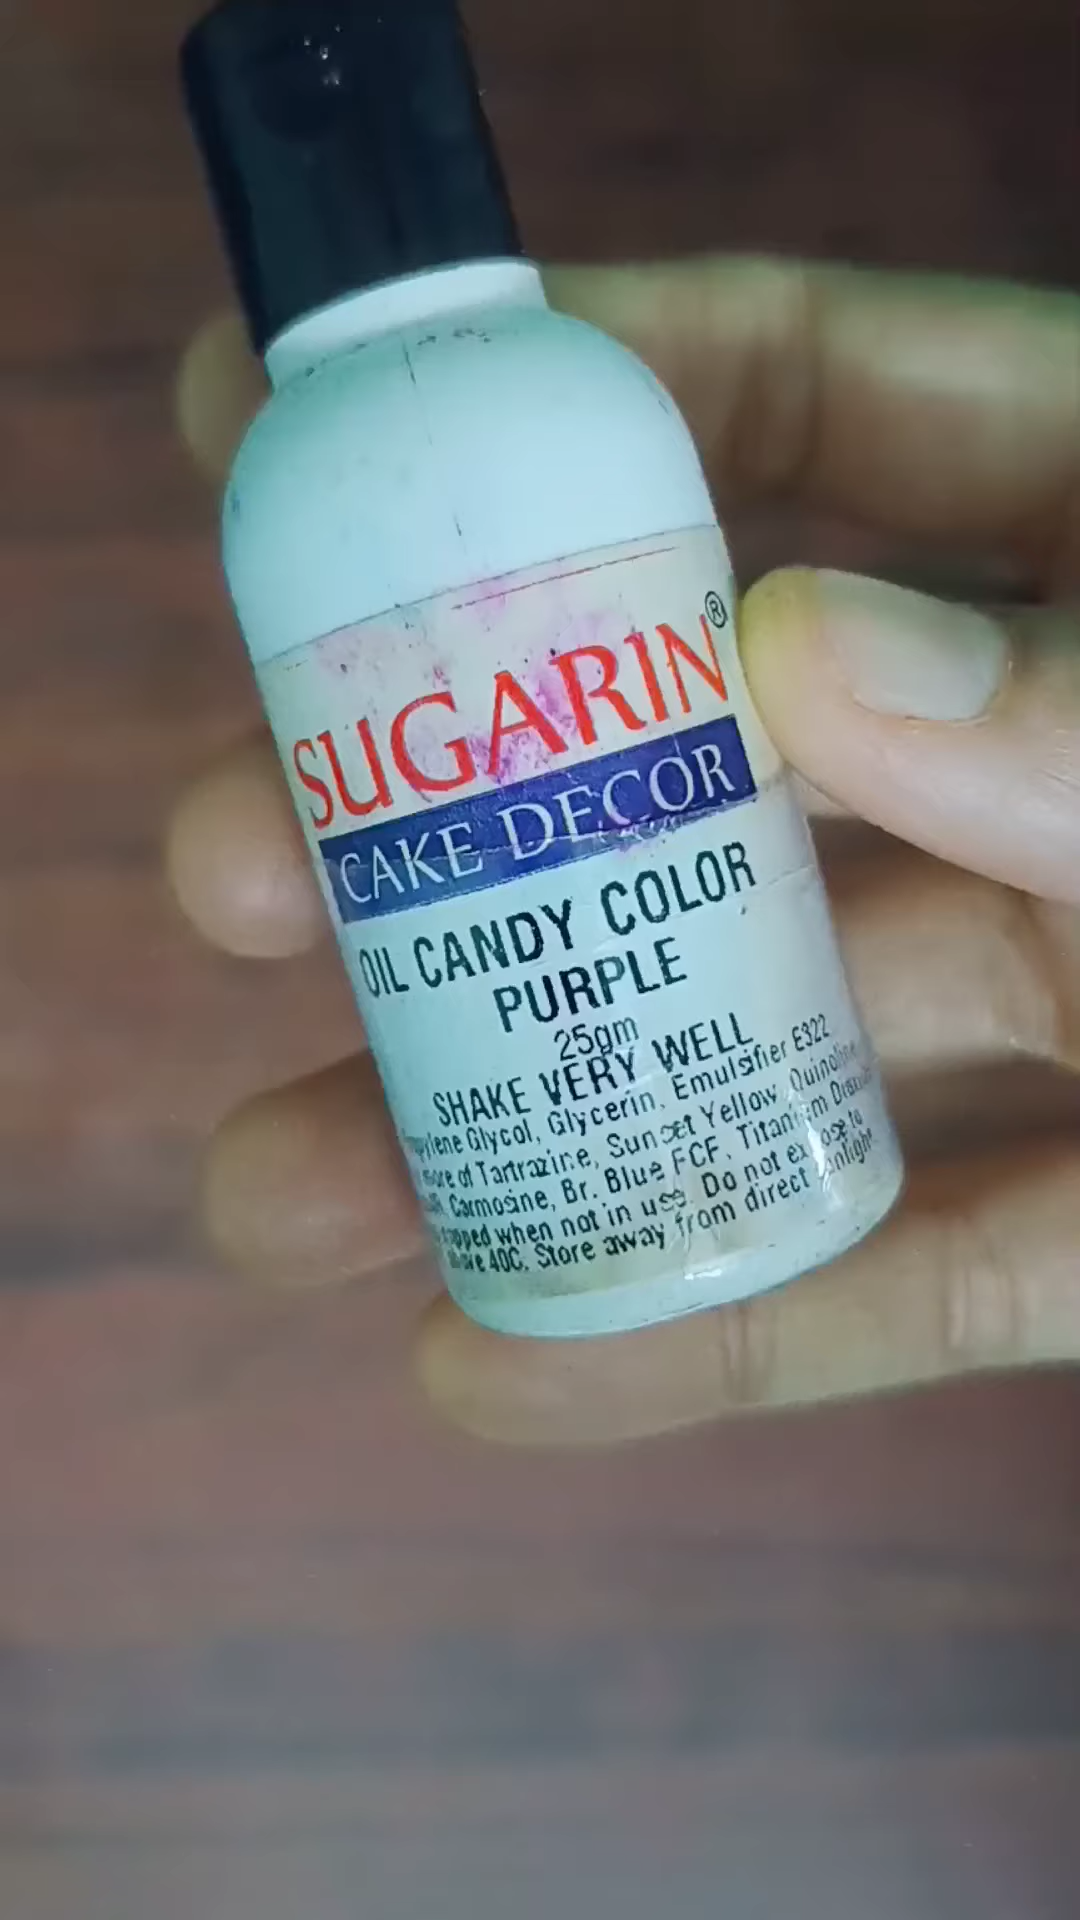 SUGARIN®
CAKE DECOR
OIL CANDY COLOR
PURPLE
25gm
SHAKE VERY WELL
Glycol, Glycerin, Emulsifier E322
of Tartrazine, Sunset Yellow, Quinoline
Carmosine, Br. Blue FCF, Titanium
when not in use. Do not expose to
40C. Store away from direct sunlight